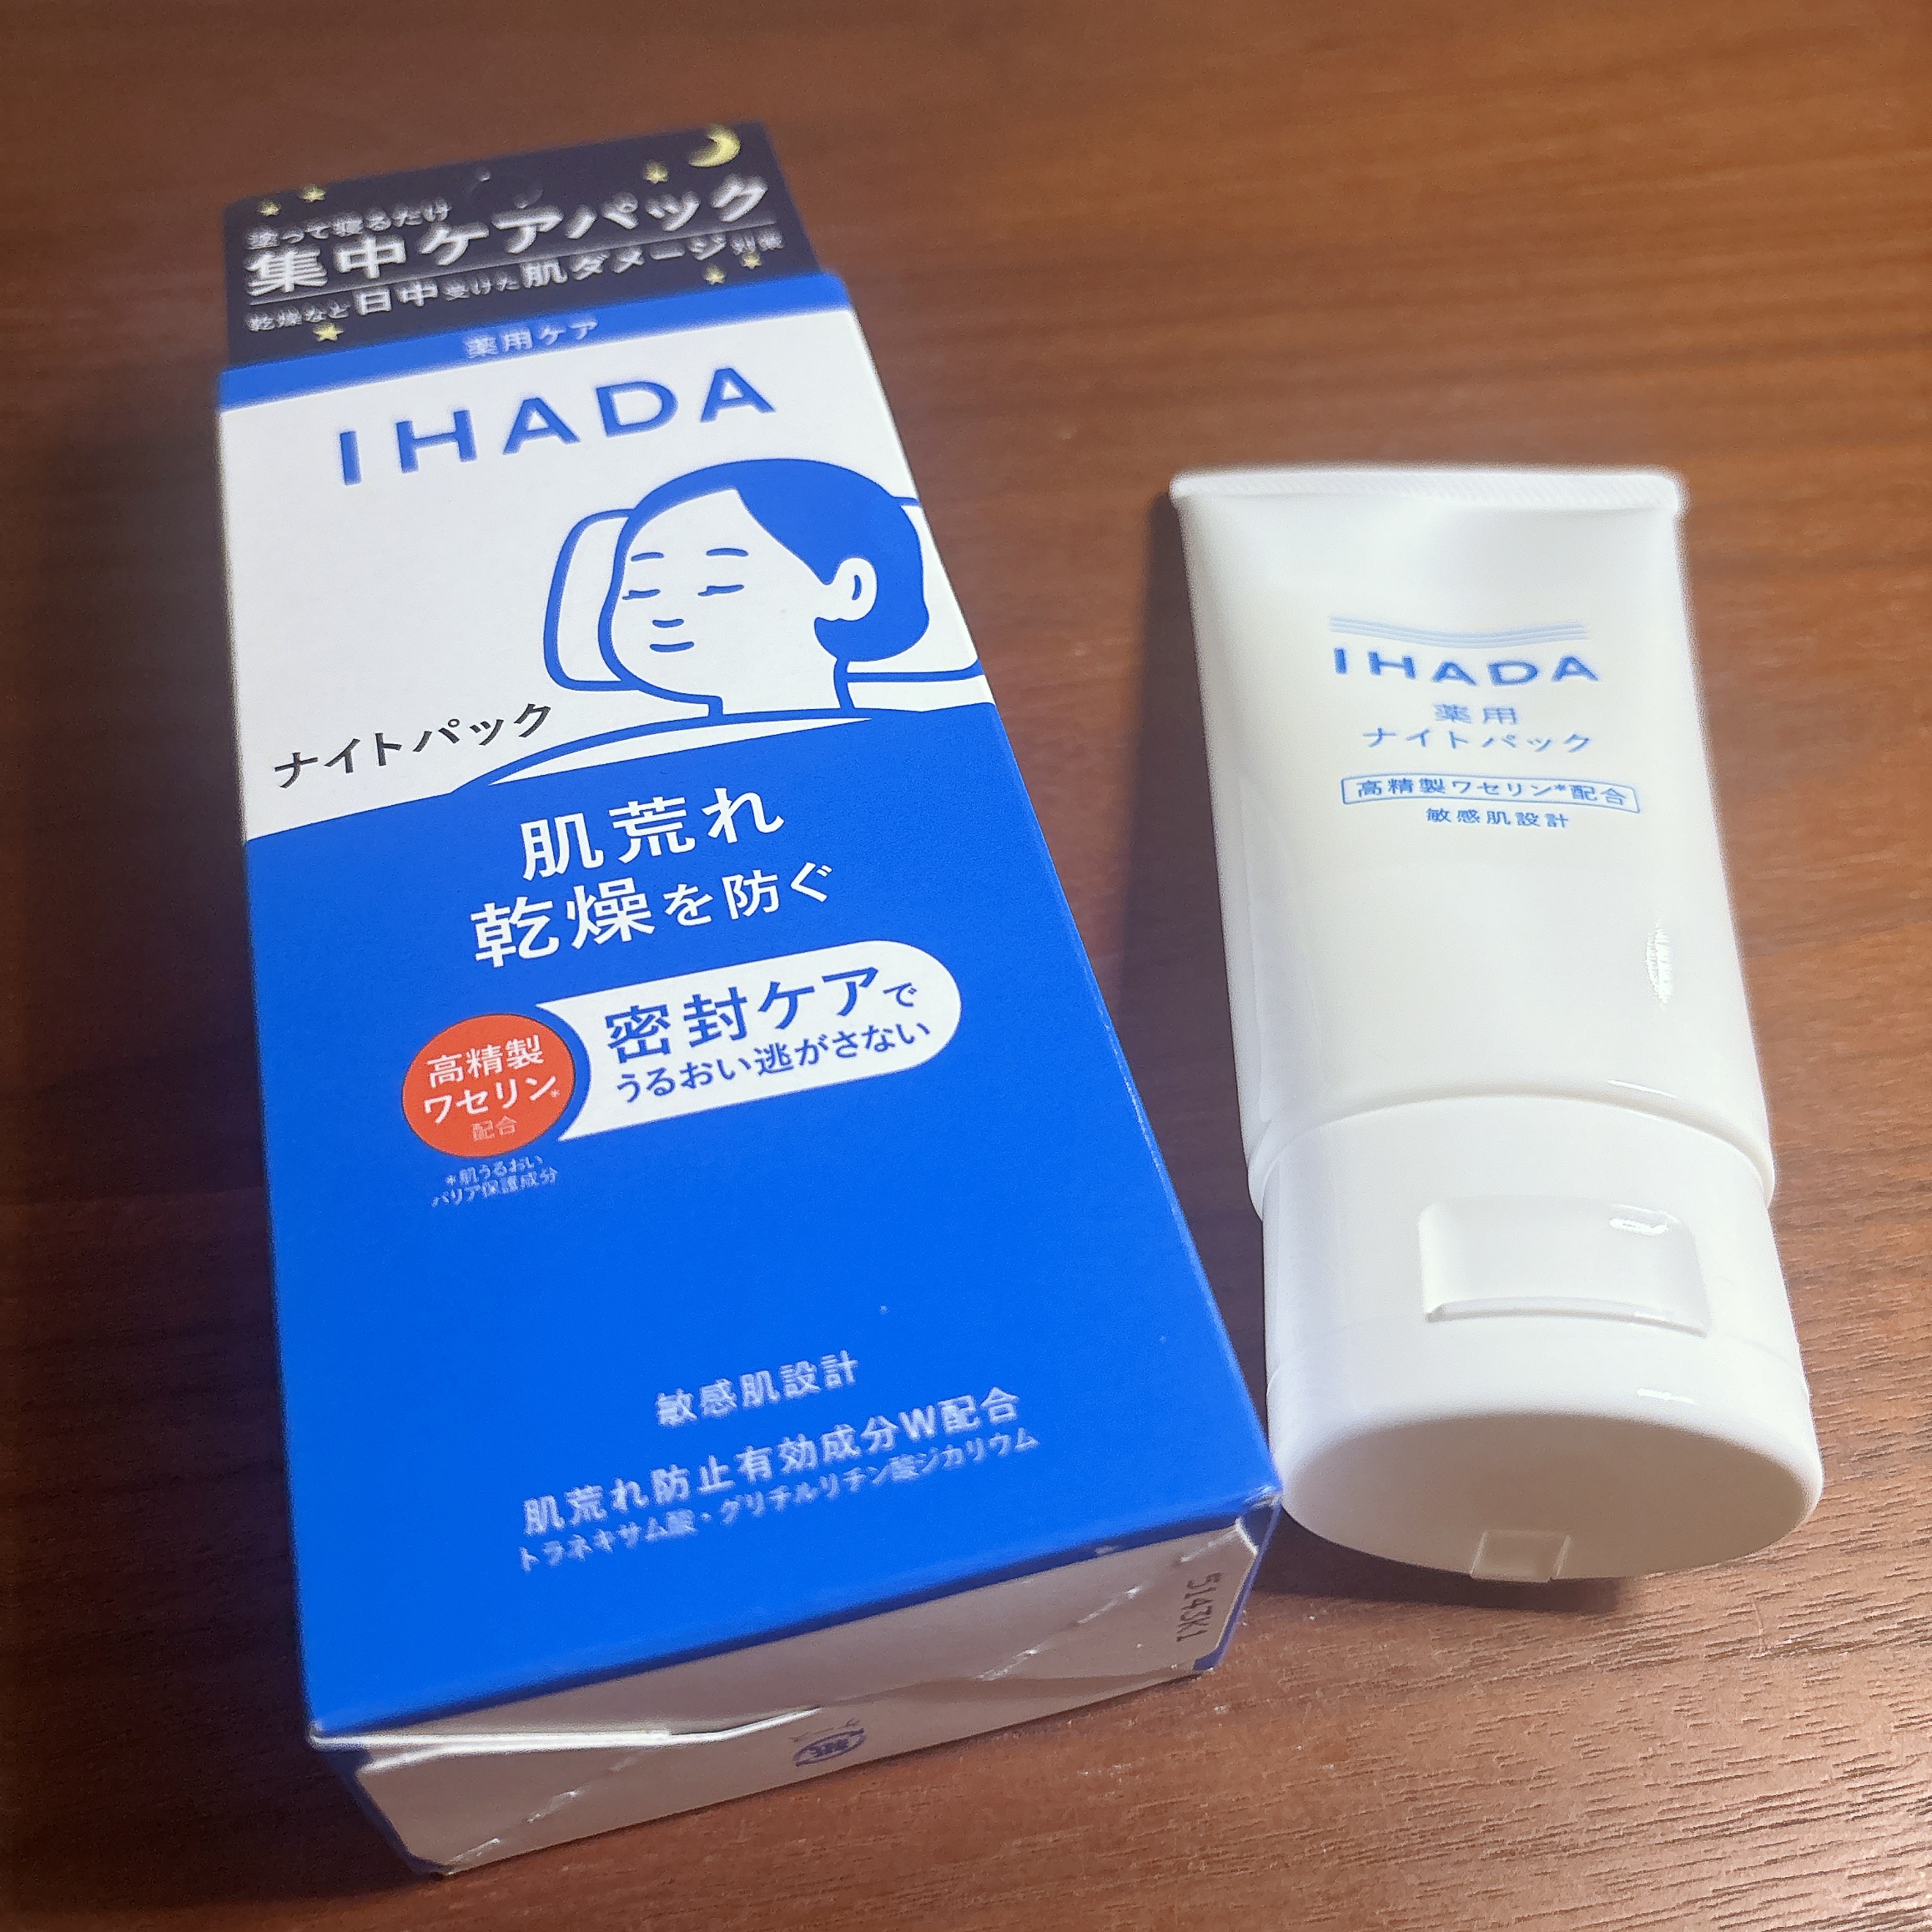 塗って寝るだけ
集中ケアパック
乾燥など日中受けた肌ダメージ対策
薬用ケア
IHADA
ナイトパック
肌荒れ
乾燥を防ぐ
高精製
ワセリン*
配合
密封ケアで
うるおい逃がさない
*肌うるおい
バリア保護成分
敏感肌設計
肌荒れ防止有効成分W配合
トラネキサム酸・グリチルリチン酸ジカリウム
5143K1
紙
IHADA
薬用
ナイトパック
高精製ワセリン*配合
敏感肌設計